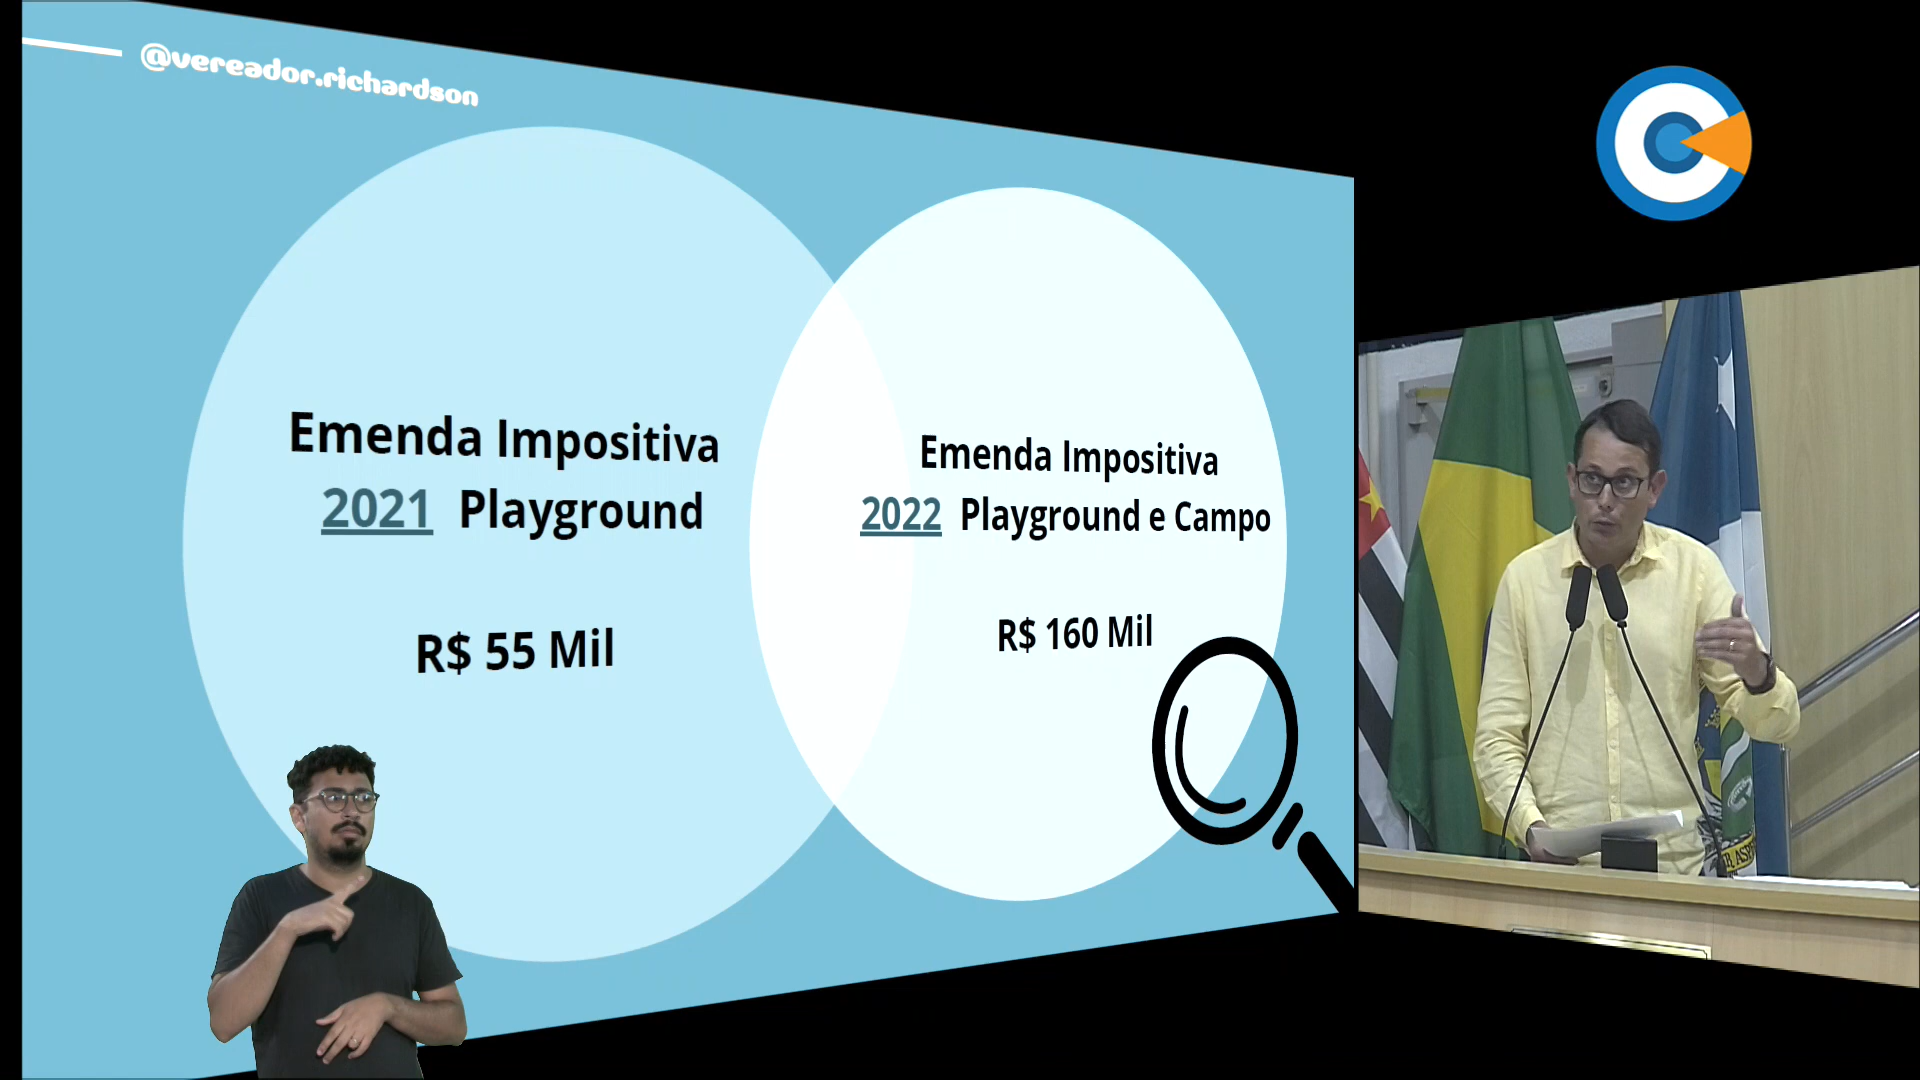 @vereador.richardson
Emenda Impositiva
2021 Playground
R$ 55 Mil
Emenda Impositiva
2022 Playground e Campo
R$ 160 Mil